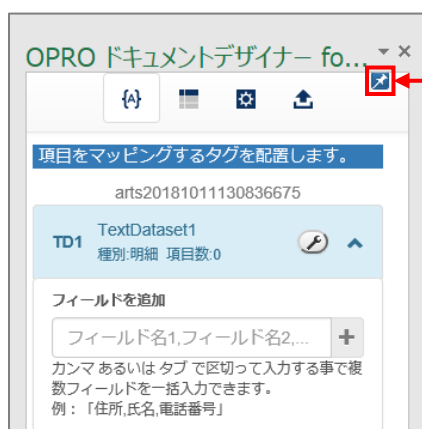 OPRO ドキュメントデザイナー fo...
{A}
項目をマッピングするタグを配置します。
arts20181011130836675
TD1 TextDataset1
種別:明細 項目数:0
フィールドを追加
フィールド名1,フィールド名2,...
カンマ あるいは タブ で区切って入力する事で複
数フィールドを一括入力できます。
例：「住所,氏名,電話番号」